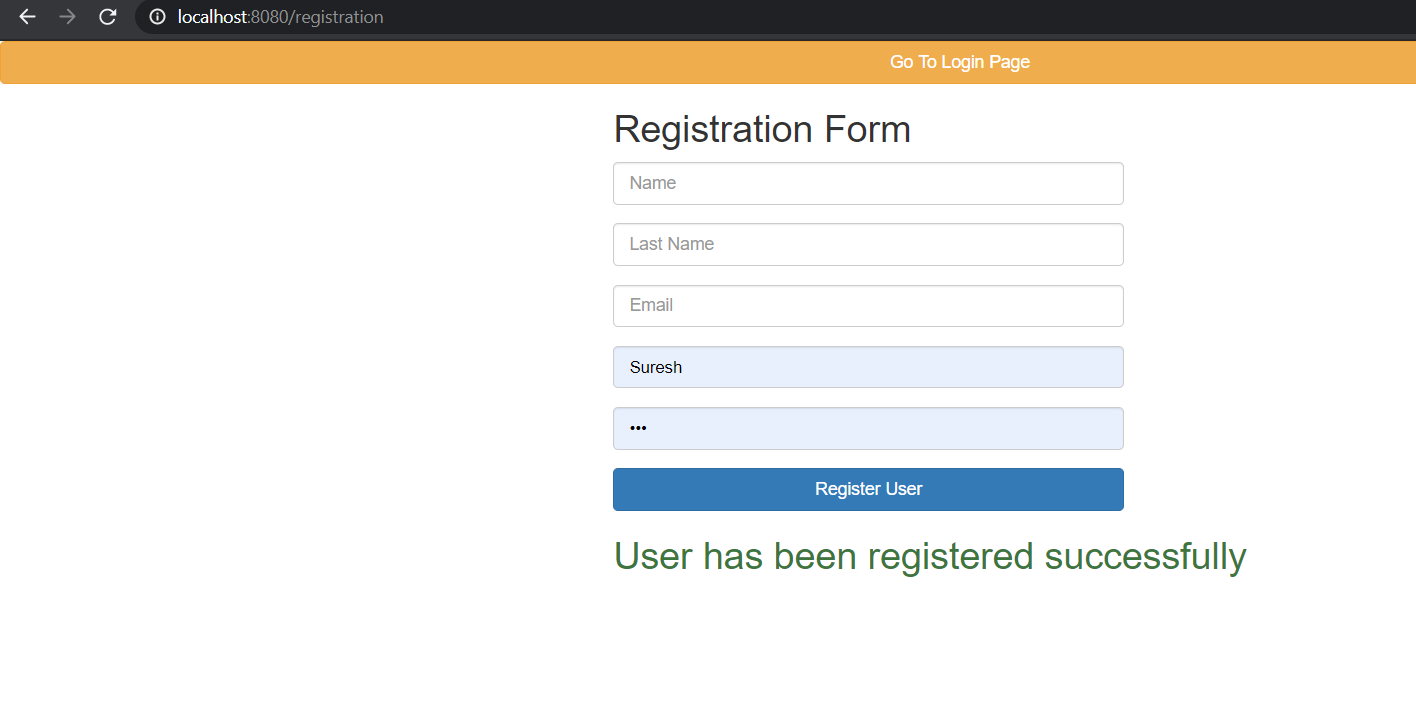 localhost:8080/registration
Go To Login Page
Registration Form
Name
Last Name
Email
Suresh
•••
Register User
User has been registered successfully